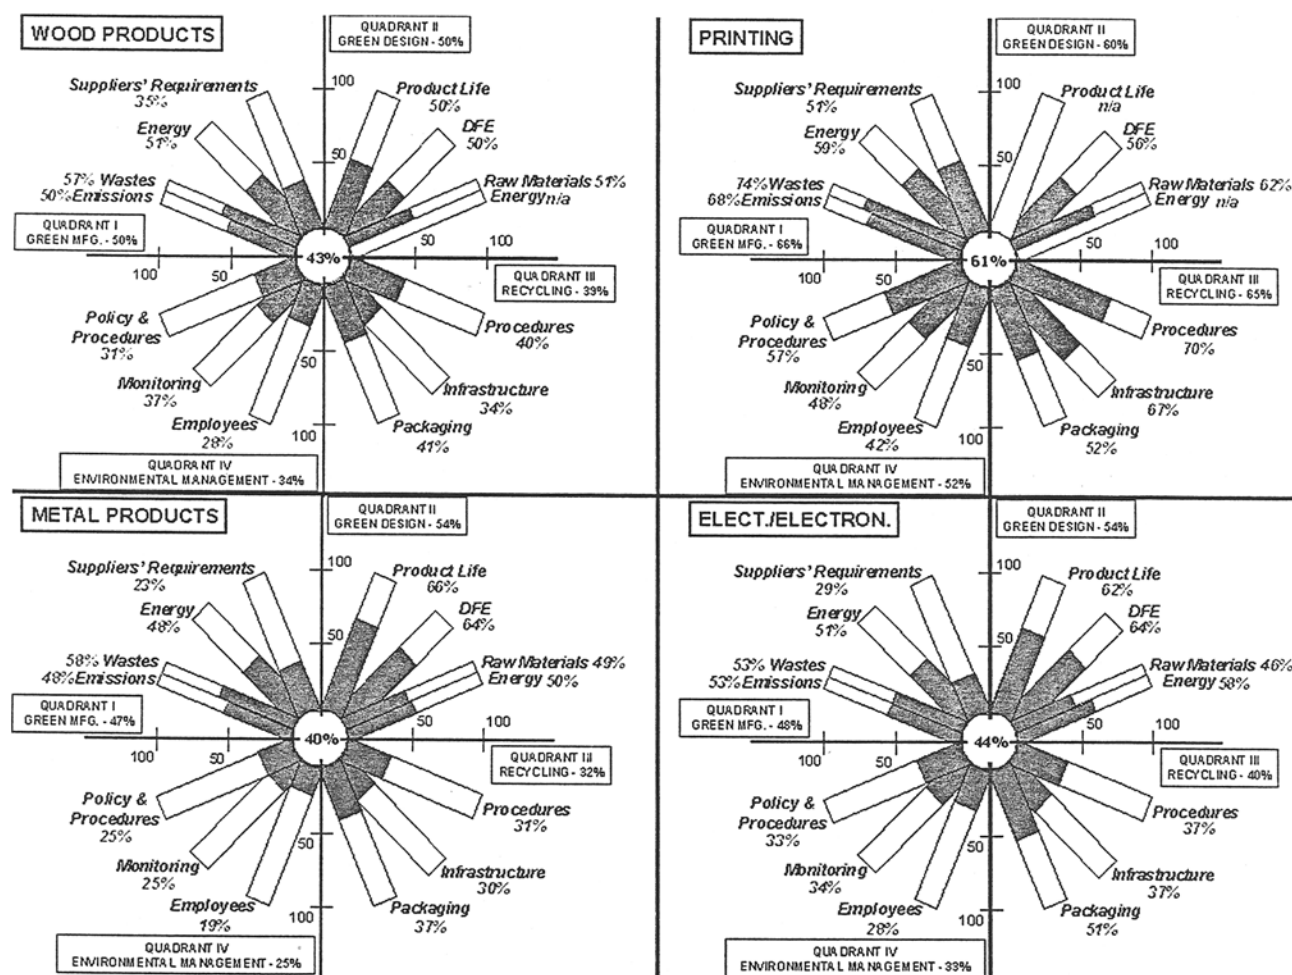 WOOD PRODUCTS
QUADRANT II
GREEN DESIGN - 50%
Suppliers' Requirements
35%
Energy
51%
57% Wastes
50% Emissions
QUADRANT I
GREEN MFG. - 50%
100
Product Life
50%
DFE
50%
50
Raw Materials 51%
Energy n/a
43%
50
100
100
50
QUADRANT III
RECYCLING - 39%
Policy &
Procedures
31%
Monitoring
37%
Employees
28%
50
100
Procedures
40%
Infrastructure
34%
Packaging
41%
QUADRANT IV
ENVIRONMENTAL MANAGEMENT - 34%
PRINTING
QUADRANT II
GREEN DESIGN - 60%
Suppliers' Requirements
51%
Energy
59%
74% Wastes
68% Emissions
QUADRANT I
GREEN MFG. - 66%
100
Product Life
n/a
DFE
56%
50
Raw Materials 62%
Energy n/a
61%
50
100
100
50
QUADRANT III
RECYCLING - 65%
Policy &
Procedures
57%
Monitoring
48%
Employees
42%
50
100
Procedures
70%
Infrastructure
67%
Packaging
52%
QUADRANT IV
ENVIRONMENTAL MANAGEMENT - 52%
METAL PRODUCTS
QUADRANT II
GREEN DESIGN - 54%
Suppliers' Requirements
23%
Energy
48%
58% Wastes
48% Emissions
QUADRANT I
GREEN MFG. - 47%
100
Product Life
66%
DFE
64%
50
Raw Materials 49%
Energy 50%
40%
50
100
100
50
QUADRANT III
RECYCLING - 32%
Policy &
Procedures
25%
Monitoring
25%
Employees
19%
50
100
Procedures
31%
Infrastructure
30%
Packaging
37%
QUADRANT IV
ENVIRONMENTAL MANAGEMENT - 25%
ELECT./ELECTRON.
QUADRANT II
GREEN DESIGN - 54%
Suppliers' Requirements
29%
Energy
51%
53% Wastes
53% Emissions
QUADRANT I
GREEN MFG. - 48%
100
Product Life
62%
DFE
64%
50
Raw Materials 46%
Energy 58%
44%
50
100
100
50
QUADRANT III
RECYCLING - 40%
Policy &
Procedures
33%
Monitoring
34%
Employees
28%
50
100
Procedures
37%
Infrastructure
37%
Packaging
51%
QUADRANT IV
ENVIRONMENTAL MANAGEMENT - 33%